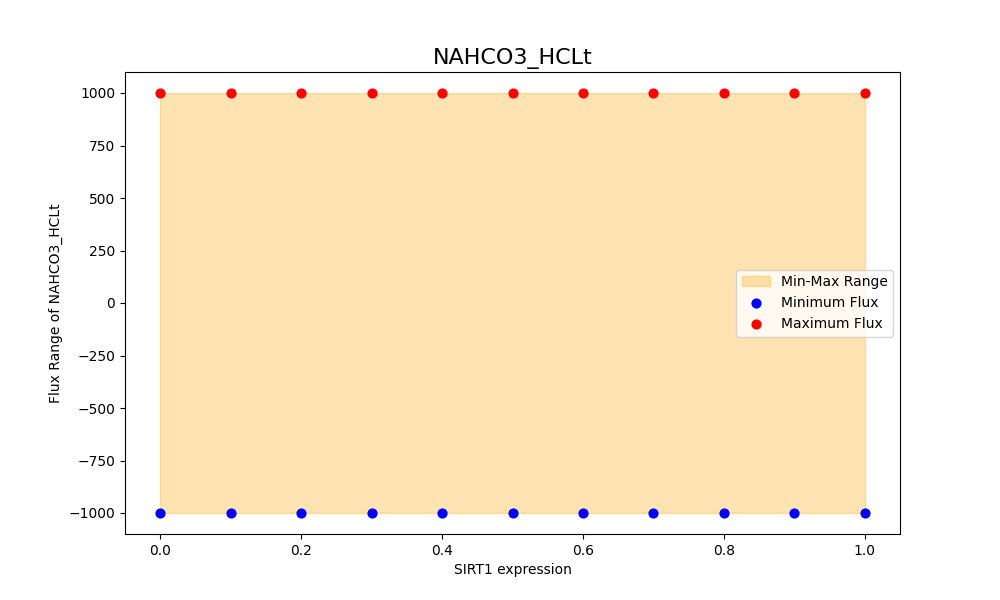 NAHCO3_HCLt
Flux Range of NAHCO3_HCLt
1000
750
500
250
0
−250
−500
−750
−1000
Min-Max Range
Minimum Flux
Maximum Flux
0.0 0.2 0.4 0.6 0.8 1.0
SIRT1 expression